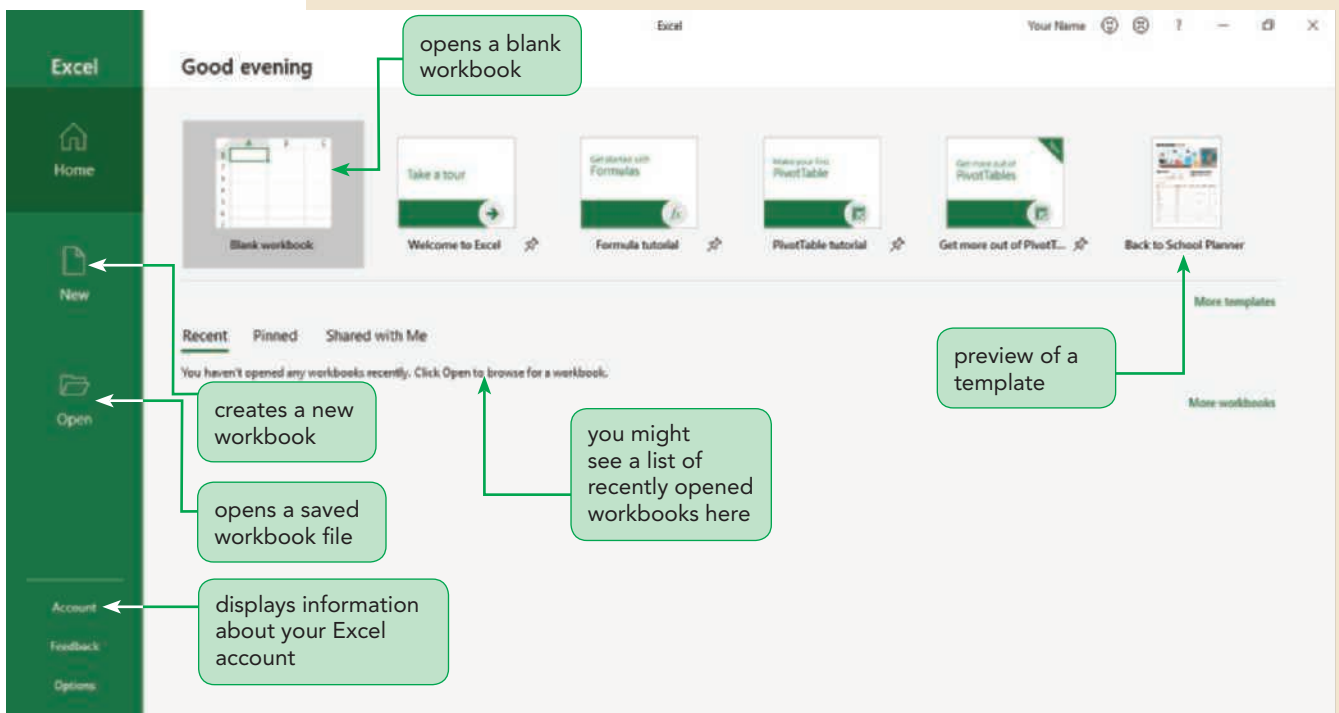 Excel
Your Name
?
Excel
Good evening
opens a blank
workbook
Home
New
Open
Account
Feedback
Options
A
Take a tour
Get started with
Formulas
fx
Make your first
PivotTable
Get more out of
PivotTables
Blank workbook
Welcome to Excel
Formula tutorial
PivotTable tutorial
Get more out of PivotT...
Back to School Planner
More templates
Recent Pinned Shared with Me
You haven't opened any workbooks recently. Click Open to browse for a workbook.
preview of a
template
More workbooks
creates a new
workbook
you might
see a list of
recently opened
workbooks here
opens a saved
workbook file
displays information
about your Excel
account